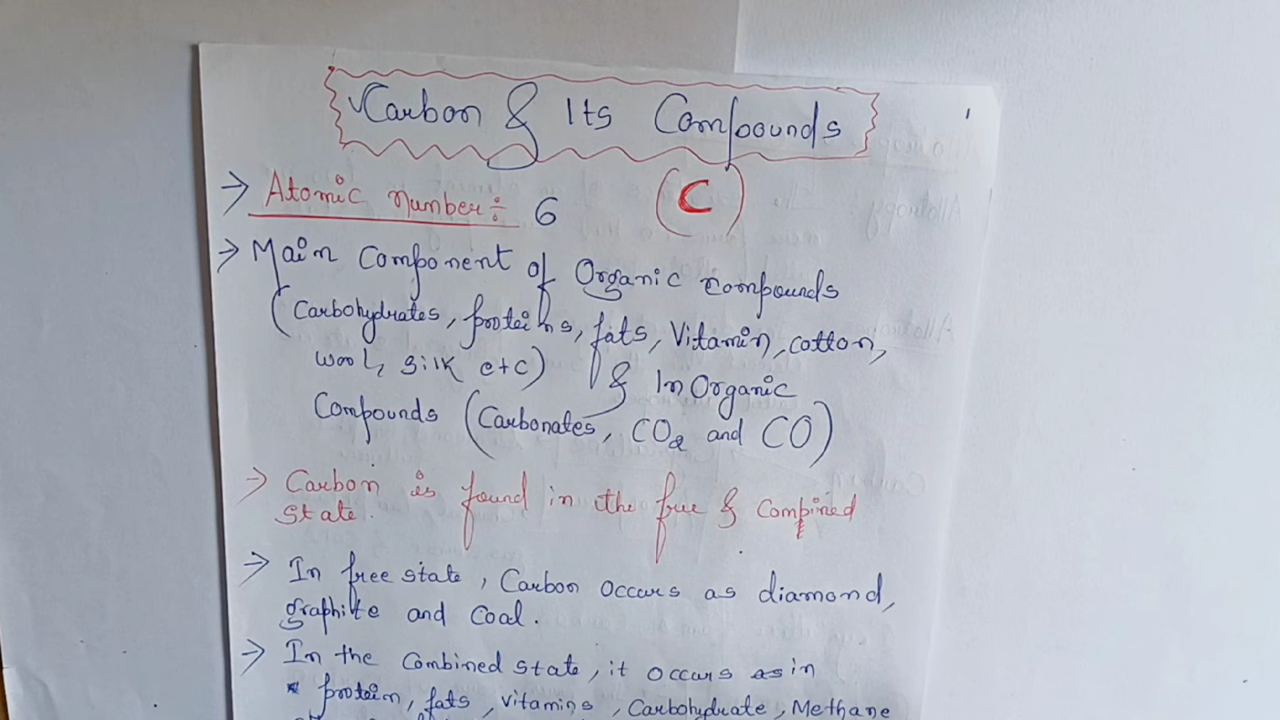 Carbon & Its Compounds
1
→ Atomic number:- 6 (C)
→ Main Component of Organic compounds
(Carbohydrates, proteins, fats, Vitamin, cotton,
wool, silk etc) & InOrganic
Compounds (Carbonates, CO2 and CO)
→ Carbon is found in the free & Combined
State.
→ In free state, Carbon occurs as diamond,
graphite and Coal.
→ In the Combined state, it occurs as in
protein, fats, vitamins, Carbohydrate, Methane